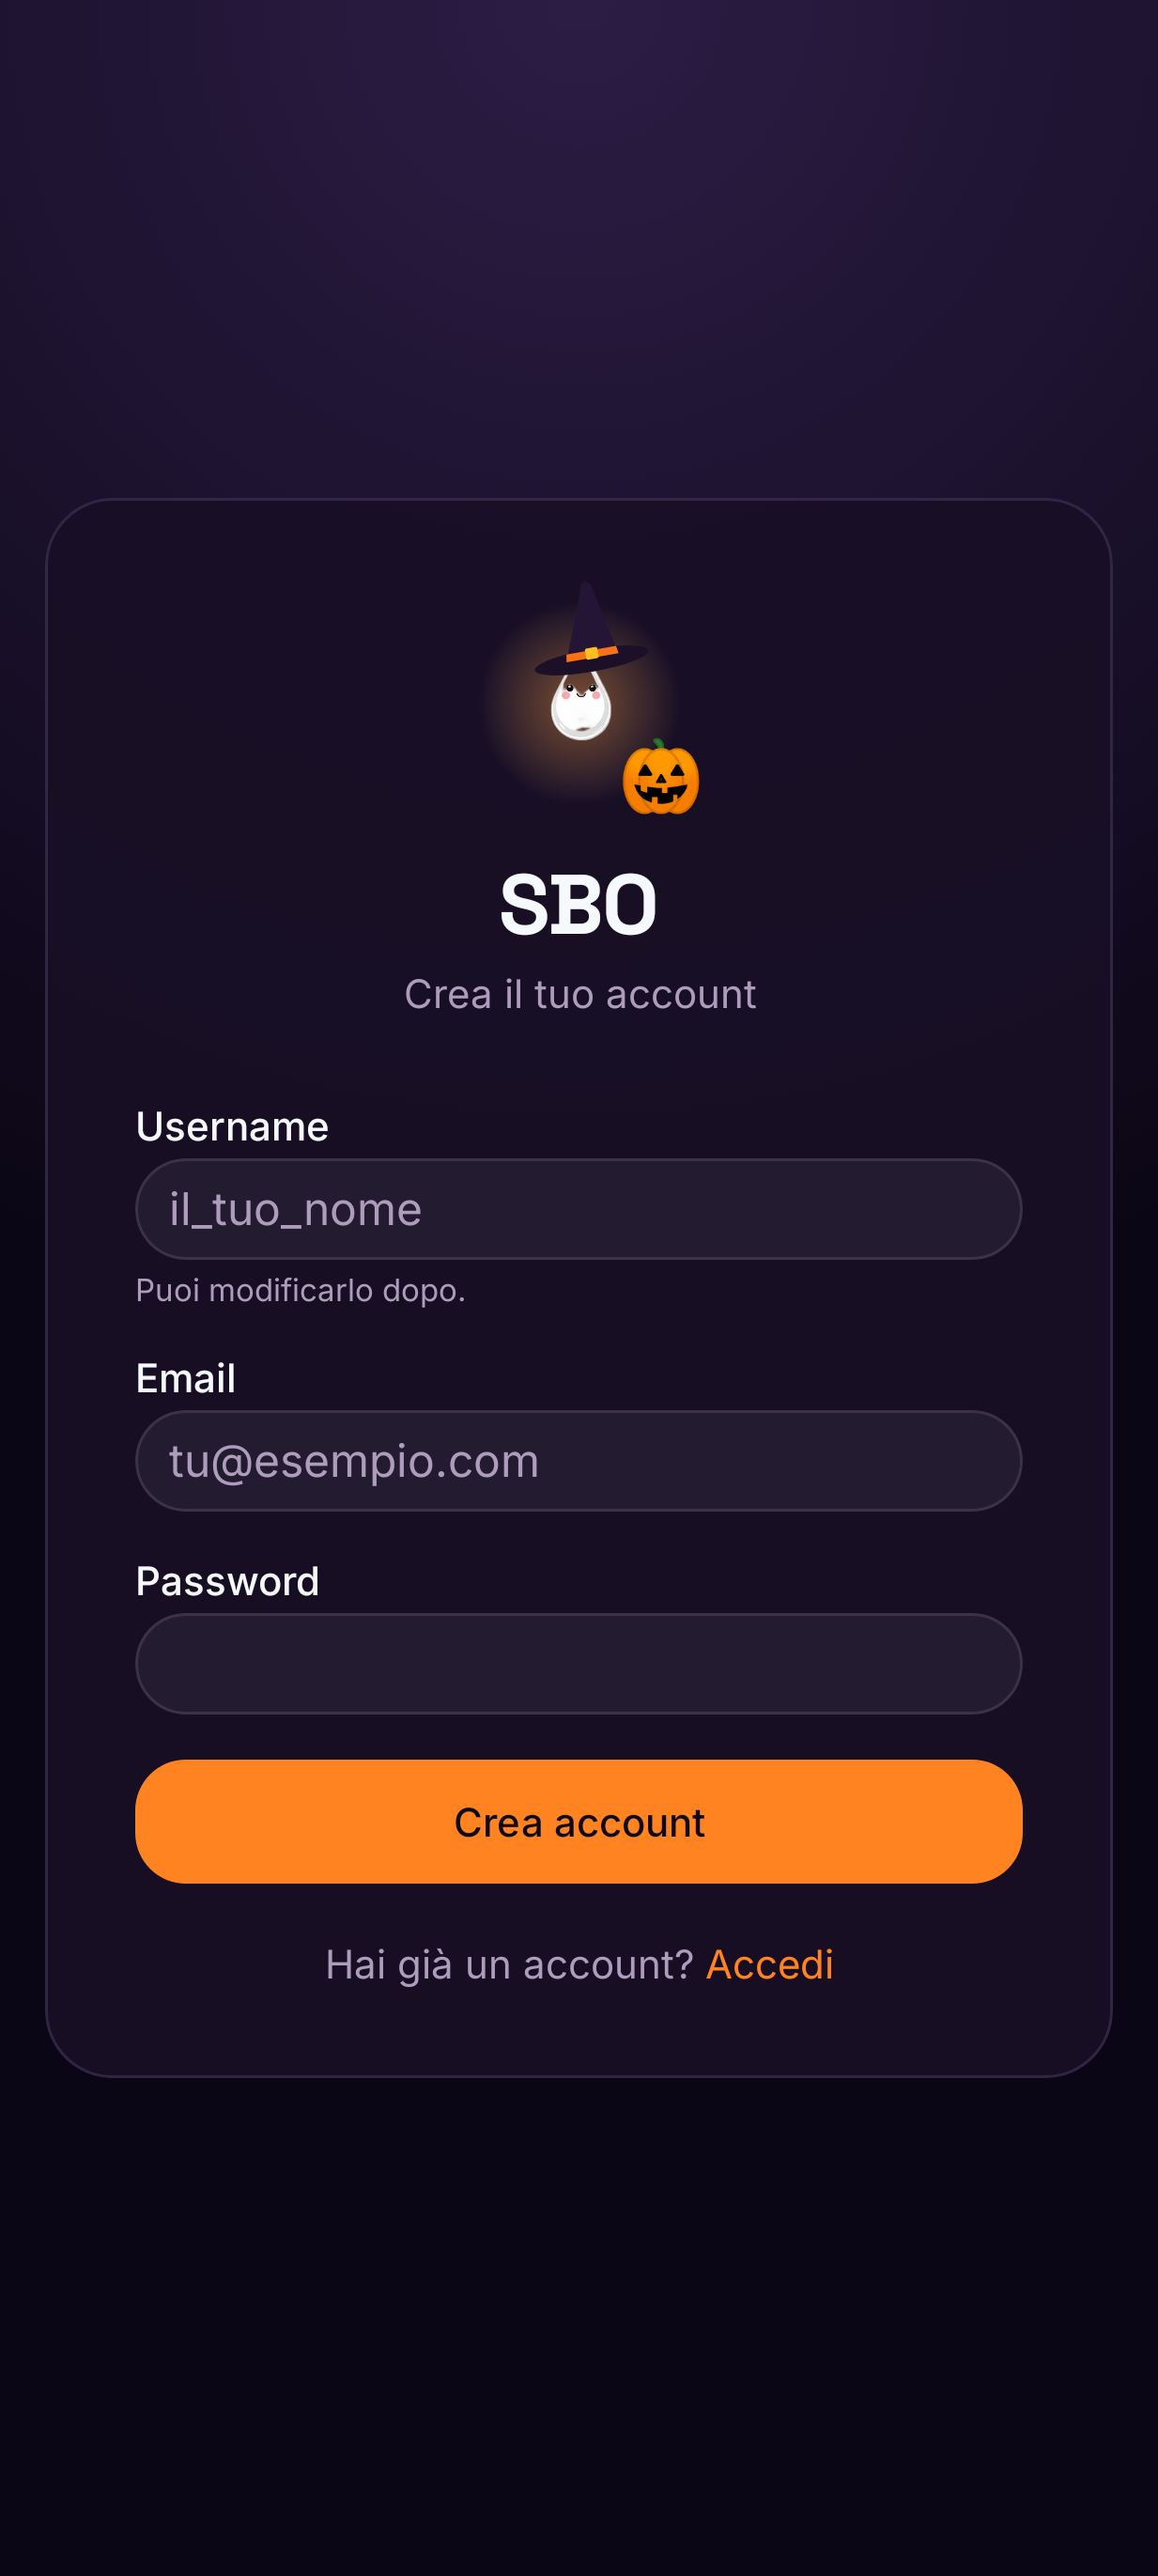 SBO
Crea il tuo account
Username
il_tuo_nome
Puoi modificarlo dopo.
Email
tu@esempio.com
Password
Crea account
Hai già un account? Accedi